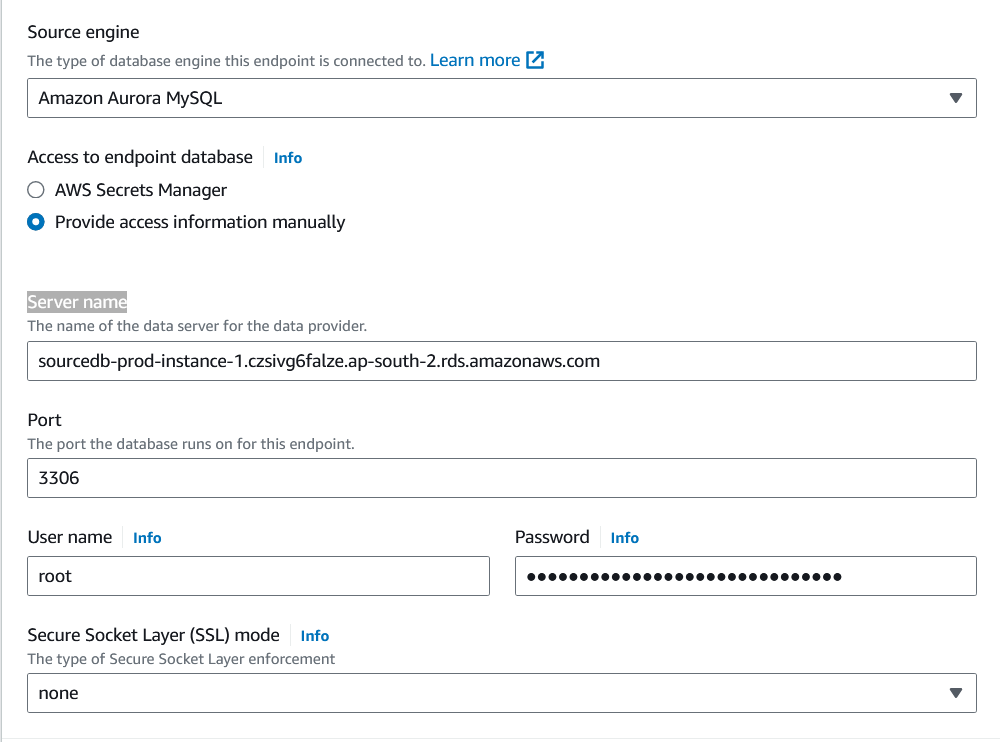 Source engine
The type of database engine this endpoint is connected to. Learn more
Amazon Aurora MySQL
Access to endpoint database Info
AWS Secrets Manager
Provide access information manually
Server name
The name of the data server for the data provider.
sourcedb-prod-instance-1.czsivg6falze.ap-south-2.rds.amazonaws.com
Port
The port the database runs on for this endpoint.
3306
User name Info Password Info
root ••••••••••••••••••••••••••••••
Secure Socket Layer (SSL) mode Info
The type of Secure Socket Layer enforcement
none